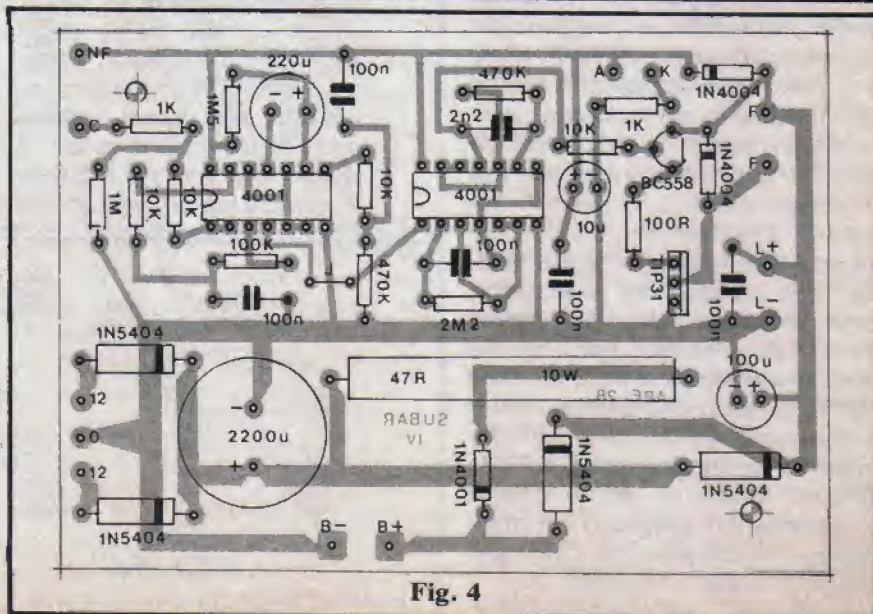 NF
220u
100n
470K
A
K
1N4004
1M5
1K
2n2
C
10K
1K
R
1M
10K
10K
4001
10K
4001
10u
BC558
1N4004
F
100R
100K
100n
L+
J
470K
TIP31
100n
100n
100n
L-
2M2
1N5404
47R
10W
100u
12
SUBAR
IV
0
2200u
12
1N4001
1N5404
1N5404
1N5404
B-
B+
- +
+ -
-
+
- +
Fig. 4